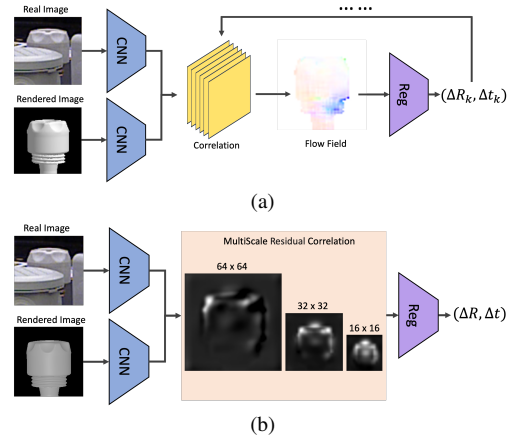 ... ...
Real Image
CNN
Rendered Image
CNN
Correlation
Flow Field
Reg
(ΔR_k, Δt_k)
(a)
Real Image
CNN
Rendered Image
CNN
MultiScale Residual Correlation
64 x 64
32 x 32
16 x 16
Reg
(ΔR, Δt)
(b)